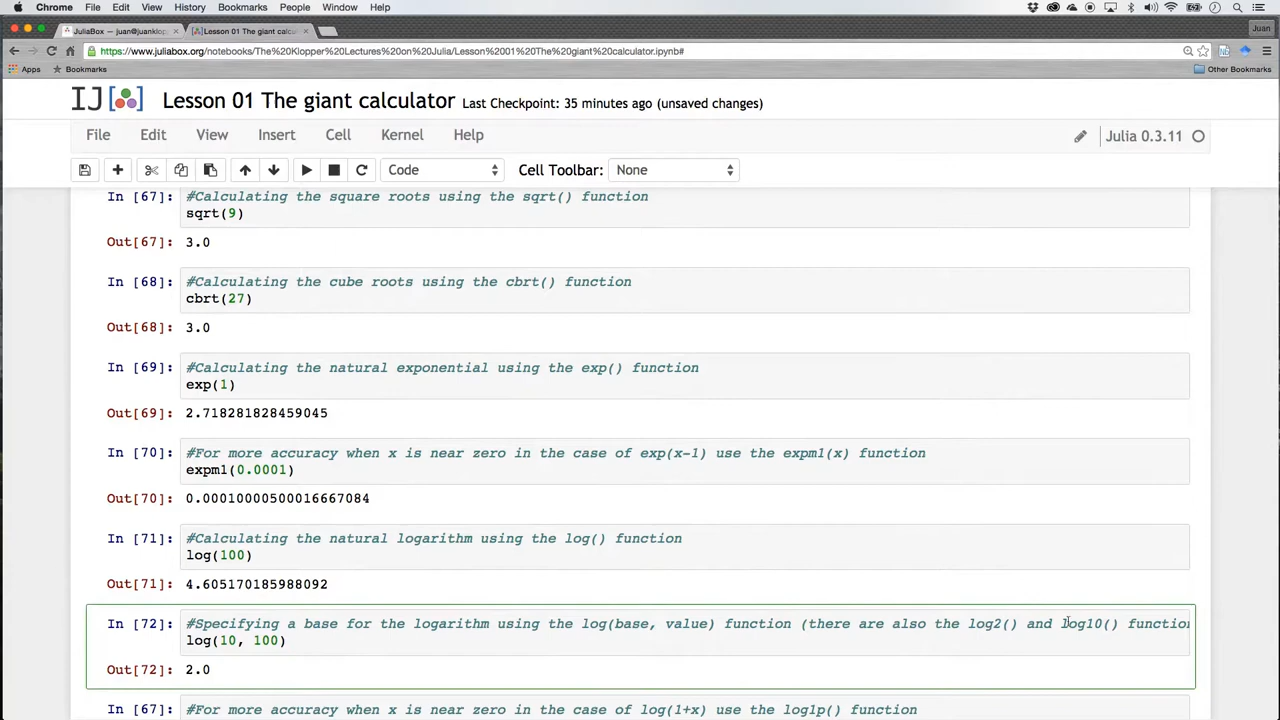 Chrome File Edit View History Bookmarks People Window Help
JuliaBox — juan@juanklop Lesson 01 The giant calcul Juan
https://www.juliabox.org/notebooks/The%20Klopper%20Lectures%20on%20Julia/Lesson%2001%20The%20giant%20calculator.ipynb#
Apps Bookmarks Other Bookmarks
IJ Lesson 01 The giant calculator Last Checkpoint: 35 minutes ago (unsaved changes)
File Edit View Insert Cell Kernel Help Julia 0.3.11
Code Cell Toolbar: None
In [67]: #Calculating the square roots using the sqrt() function
sqrt(9)
Out[67]: 3.0
In [68]: #Calculating the cube roots using the cbrt() function
cbrt(27)
Out[68]: 3.0
In [69]: #Calculating the natural exponential using the exp() function
exp(1)
Out[69]: 2.718281828459045
In [70]: #For more accuracy when x is near zero in the case of exp(x-1) use the expm1(x) function
expm1(0.0001)
Out[70]: 0.00010000500016667084
In [71]: #Calculating the natural logarithm using the log() function
log(100)
Out[71]: 4.605170185988092
In [72]: #Specifying a base for the logarithm using the log(base, value) function (there are also the log2() and log10() function
log(10, 100)
Out[72]: 2.0
In [67]: #For more accuracy when x is near zero in the case of log(1+x) use the log1p() function